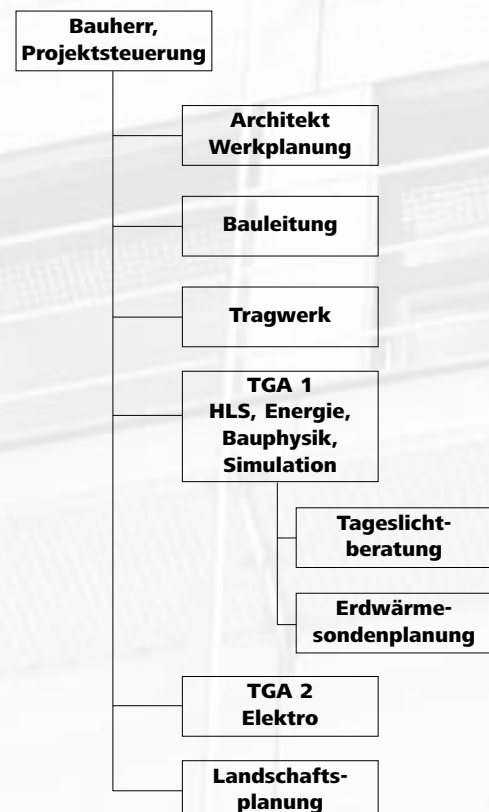 Bauherr,
Projektsteuerung
Architekt
Werkplanung
Bauleitung
Tragwerk
TGA 1
HLS, Energie,
Bauphysik,
Simulation
Tageslicht-
beratung
Erdwärme-
sondenplanung
TGA 2
Elektro
Landschafts-
planung